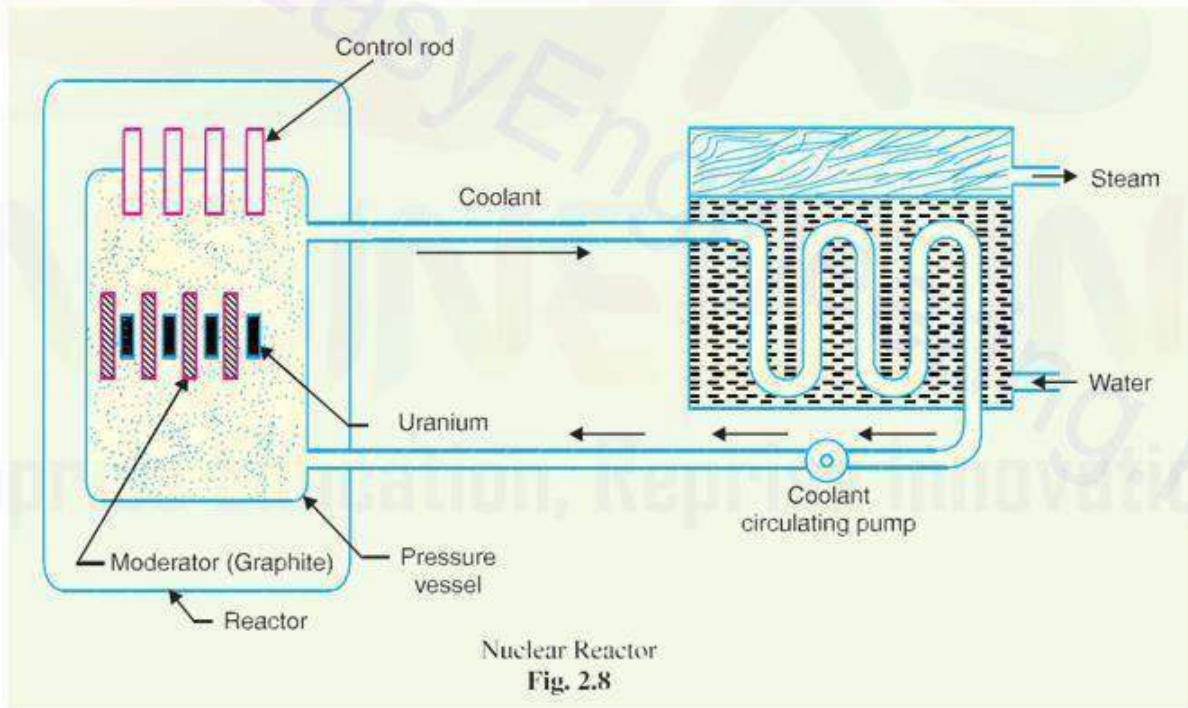 Control rod
Coolant
Steam
Water
Uranium
Coolant
circulating pump
Moderator (Graphite)
Pressure
vessel
Reactor
Nuclear Reactor
Fig. 2.8